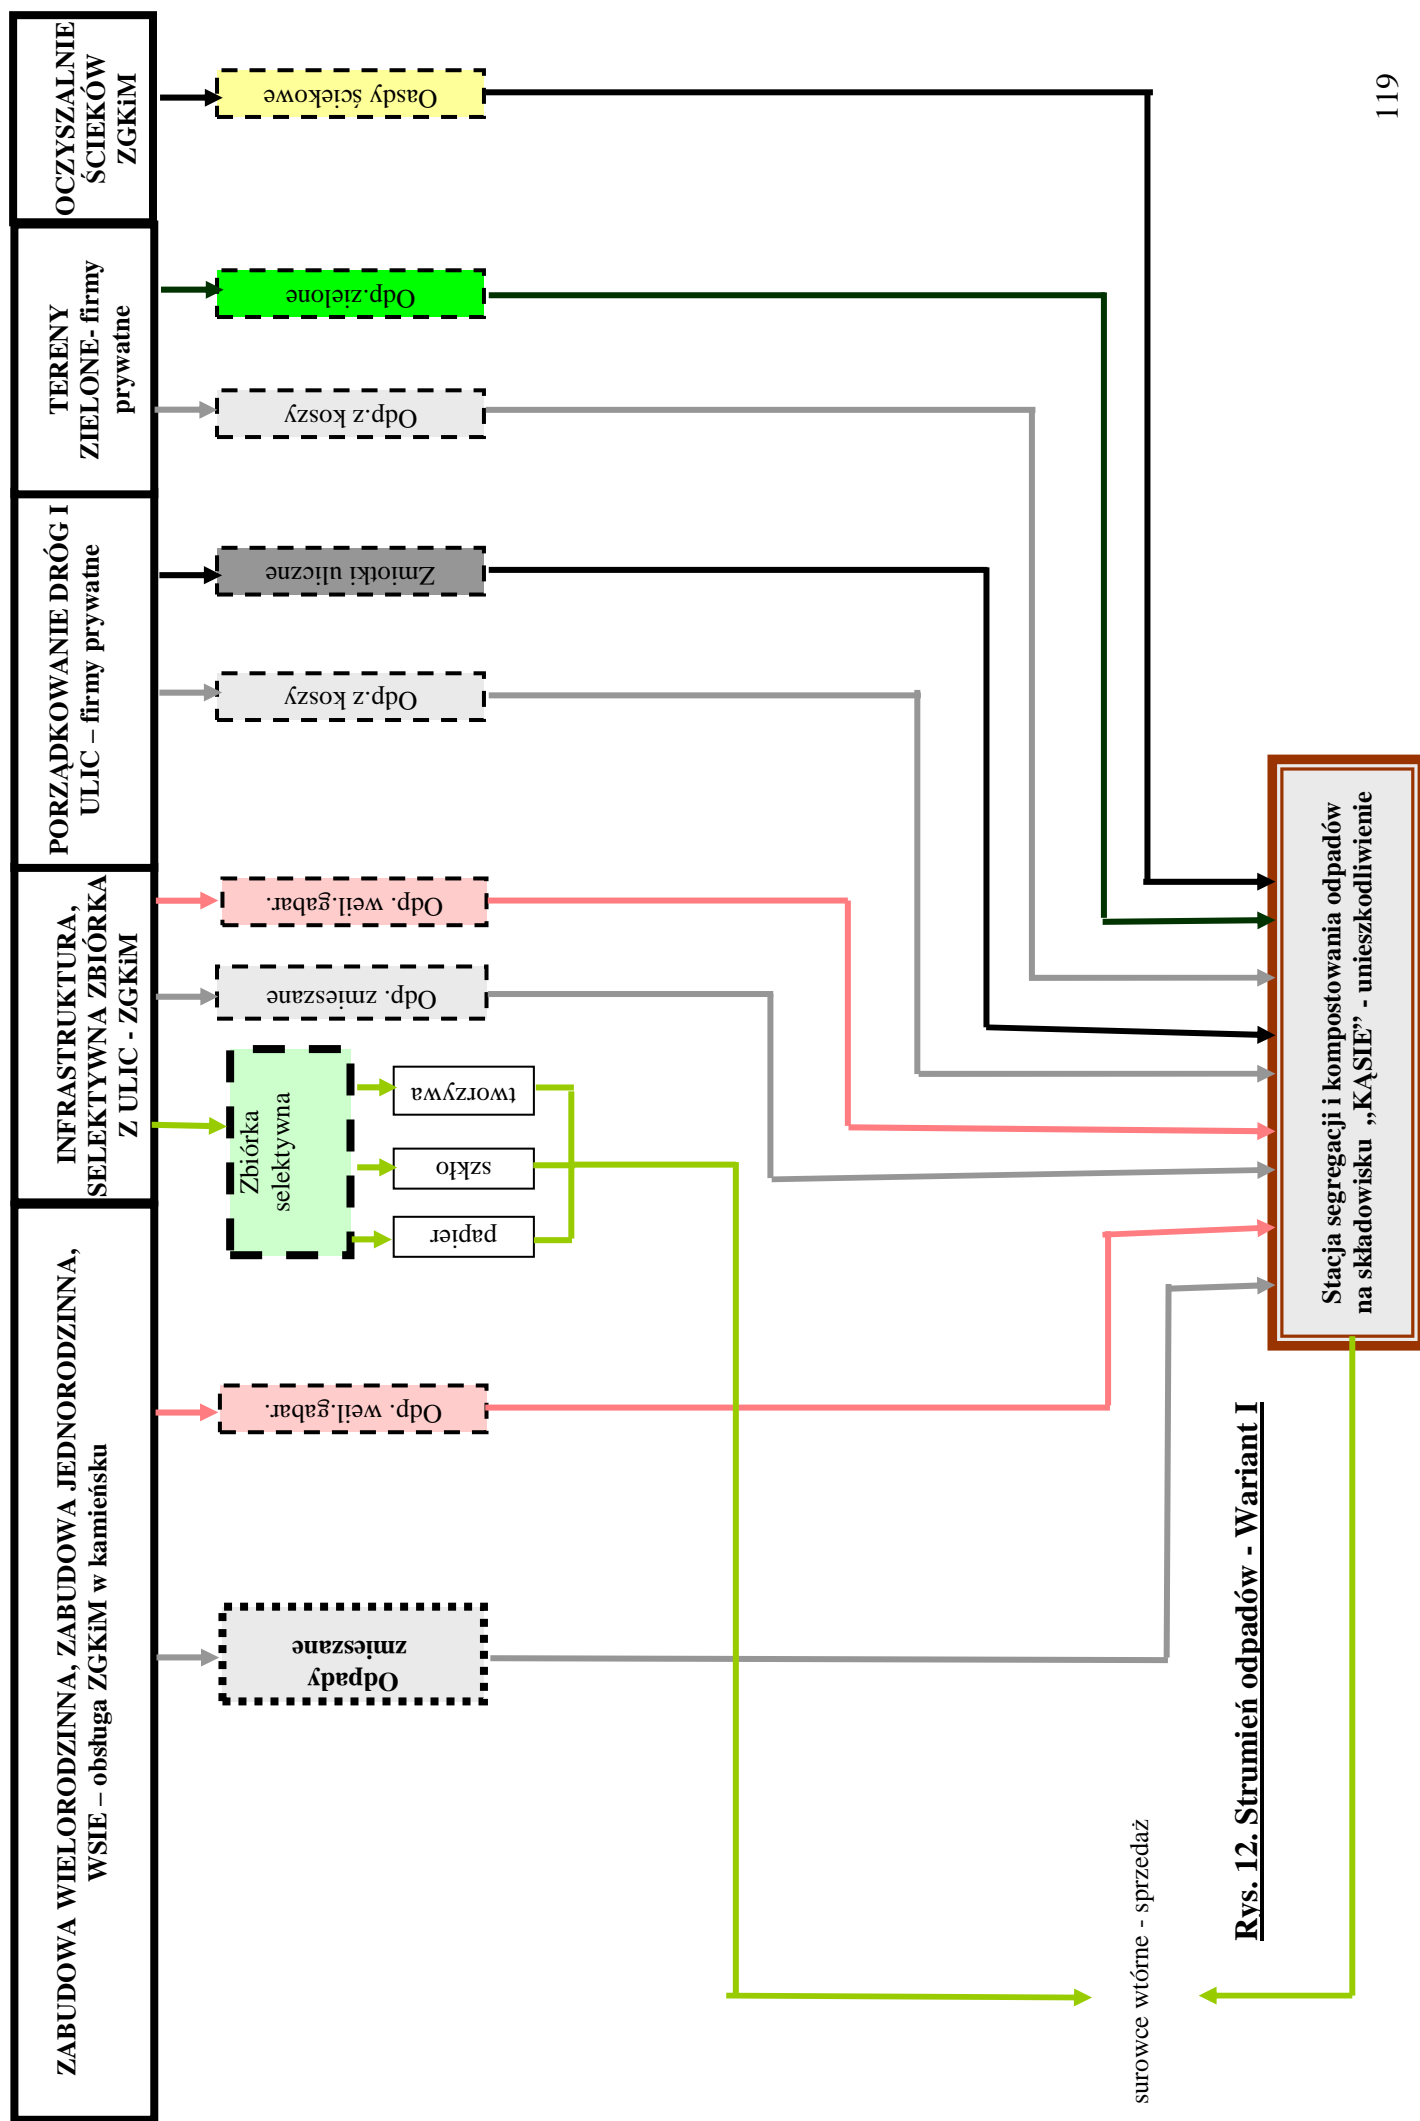 ZABUDOWA WIELORODZINNA, ZABUDOWA JEDNORODZINNA,
WSIE – obsługa ZGKiM w kamieńsku
INFRASTRUKTURA,
SELEKTYWNA ZBIÓRKA
Z ULIC - ZGKiM
PORZĄDKOWANIE DRÓG I
ULIC – firmy prywatne
TERENY
ZIELONE- firmy
prywatne
OCZYSZALNIE
ŚCIEKÓW
ZGKiM
Odpady
zmieszane
Odp. weil.gabar.
Zbiórka
selektywna
papier
szkło
tworzywa
Odp. zmieszane
Odp. weil.gabar.
Odp.z koszy
Zmiotki uliczne
Odp.z koszy
Odp.zielone
Oasdy ściekowe
surowce wtórne - sprzedaż
Rys. 12. Strumień odpadów - Wariant I
Stacja segregacji i kompostowania odpadów
na składowisku „KĄSIE” - unieszkodliwienie
119